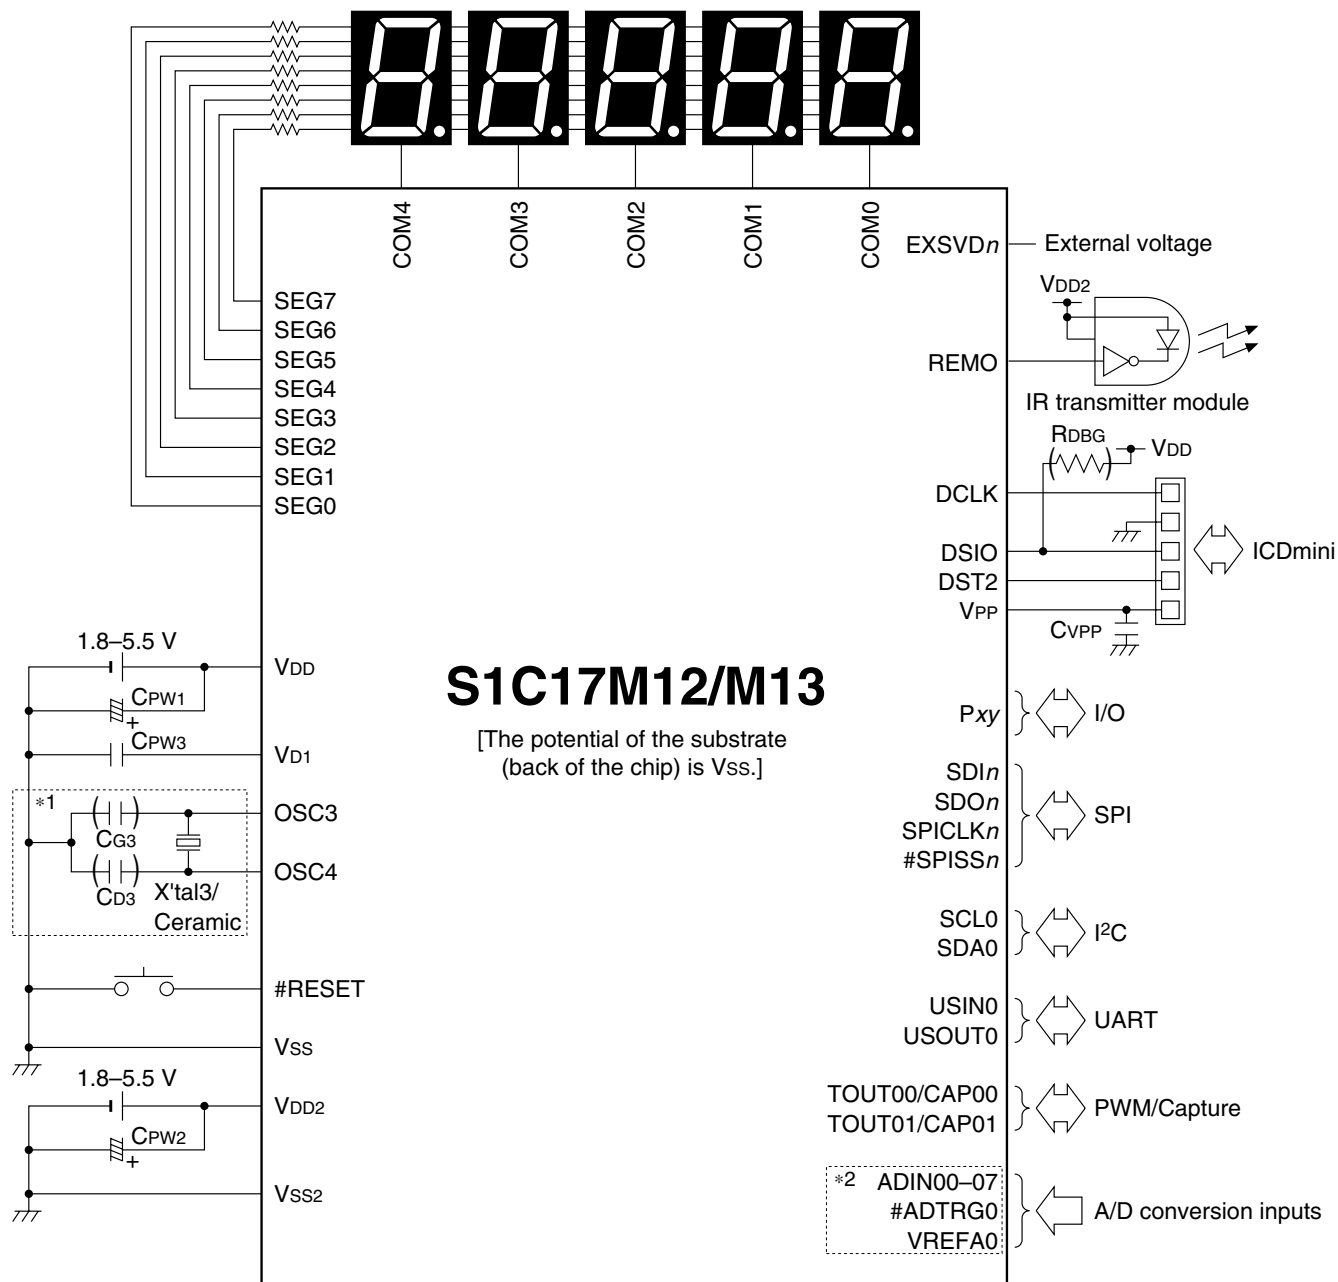 COM4
COM3
COM2
COM1
COM0
SEG7
SEG6
SEG5
SEG4
SEG3
SEG2
SEG1
SEG0
1.8–5.5 V
VDD
CPW1
+
CPW3
VD1
*1
OSC3
CG3
OSC4
CD3
X'tal3/
Ceramic
#RESET
VSS
1.8–5.5 V
VDD2
CPW2
+
VSS2
S1C17M12/M13
[The potential of the substrate
(back of the chip) is VSS.]
EXSVDn
External voltage
VDD2
REMO
IR transmitter module
RDBG
VDD
DCLK
DSIO
ICDmini
DST2
VPP
CVPP
Pxy
I/O
SDIn
SDOn
SPICLKn
#SPISSn
SPI
SCL0
SDA0
I²C
USIN0
USOUT0
UART
TOUT00/CAP00
TOUT01/CAP01
PWM/Capture
*2 ADIN00–07
#ADTRG0
VREFA0
A/D conversion inputs